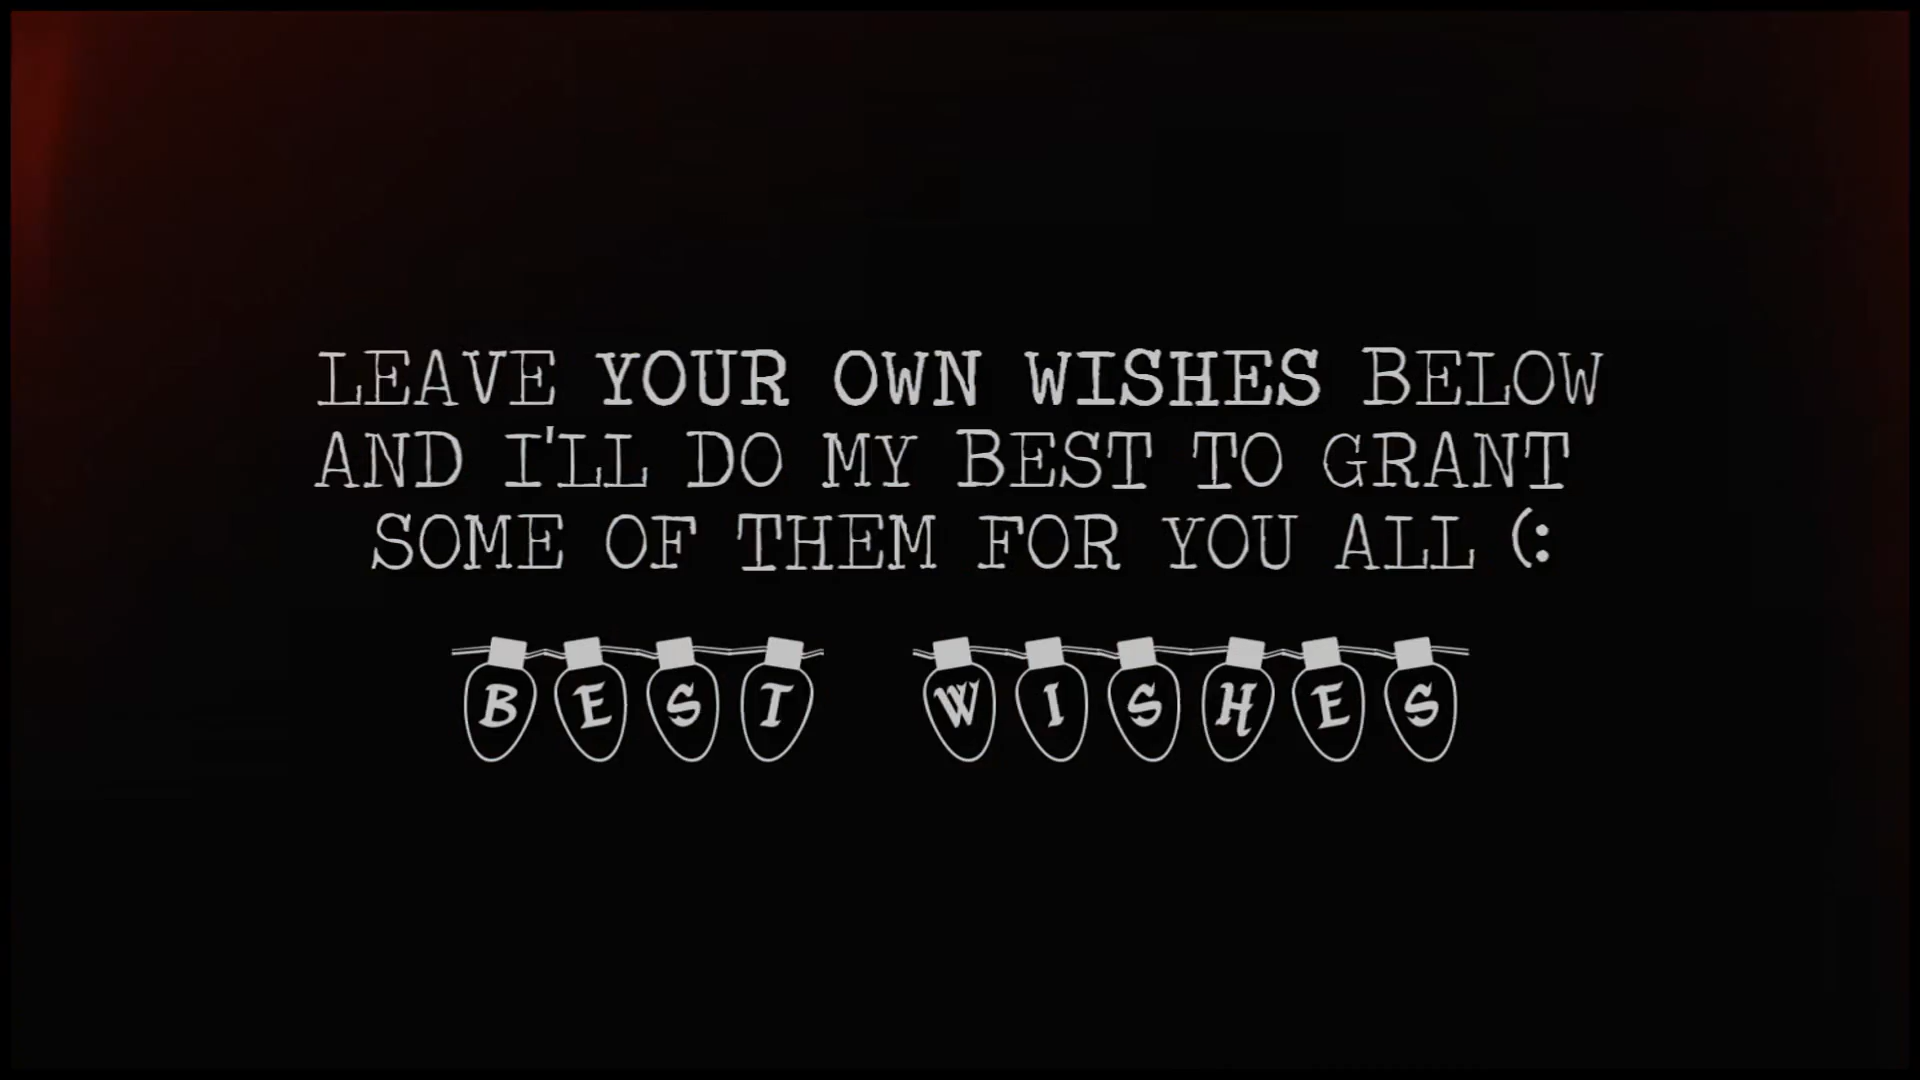 LEAVE YOUR OWN WISHES BELOW
AND I'LL DO MY BEST TO GRANT
SOME OF THEM FOR YOU ALL (:
BEST WISHES